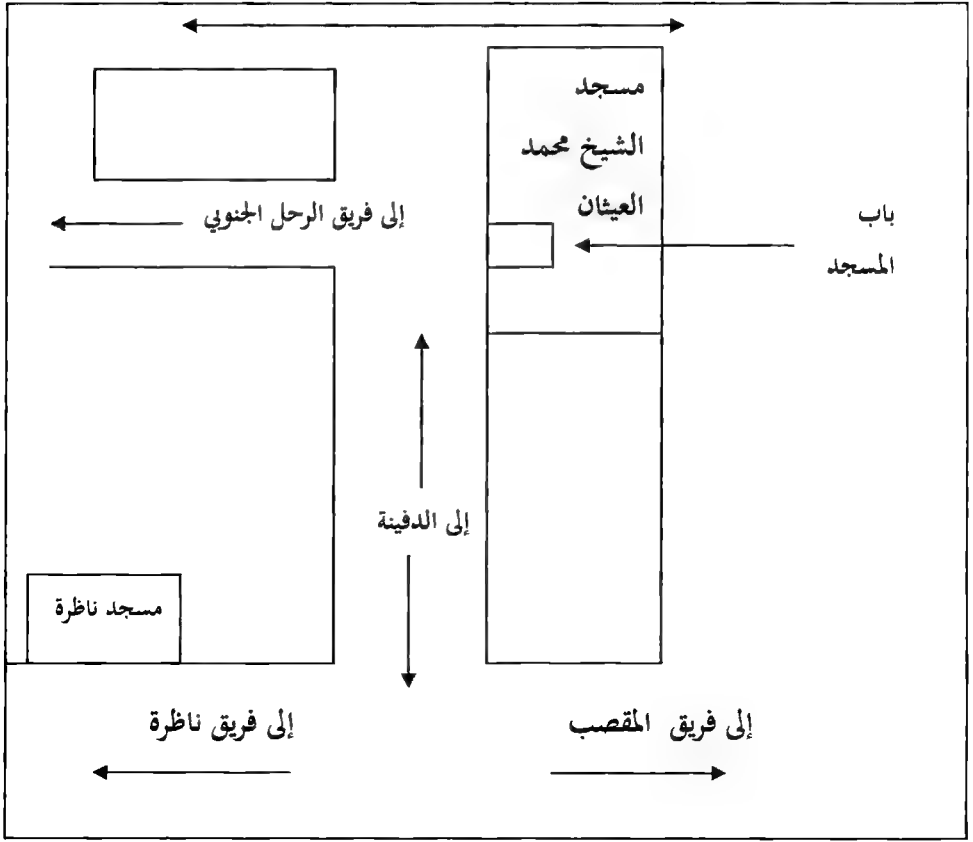 مسجد
الشيخ محمد
العيثان
باب
المسجد
إلى فريق الرحل الجنوبي
إلى الدفينة
مسجد ناظرة
إلى فريق المقصب
إلى فريق ناظرة